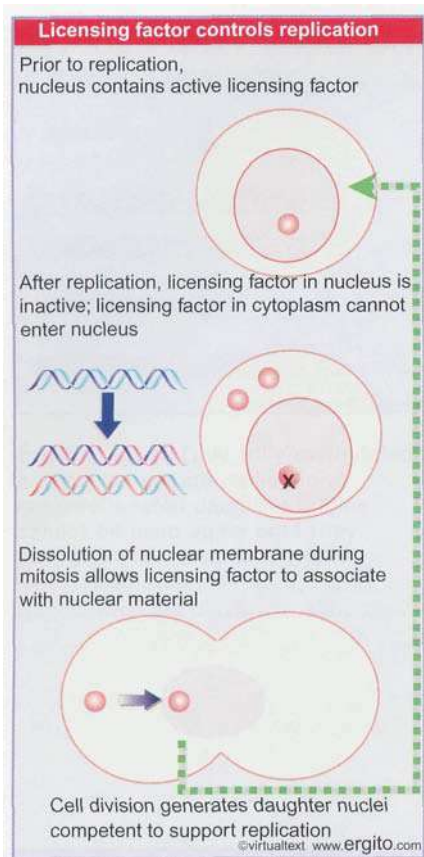 Licensing factor controls replication
Prior to replication,
nucleus contains active licensing factor
After replication, licensing factor in nucleus is
inactive; licensing factor in cytoplasm cannot
enter nucleus
X
Dissolution of nuclear membrane during
mitosis allows licensing factor to associate
with nuclear material
Cell division generates daughter nuclei
competent to support replication
©virtualtext www.ergito.com